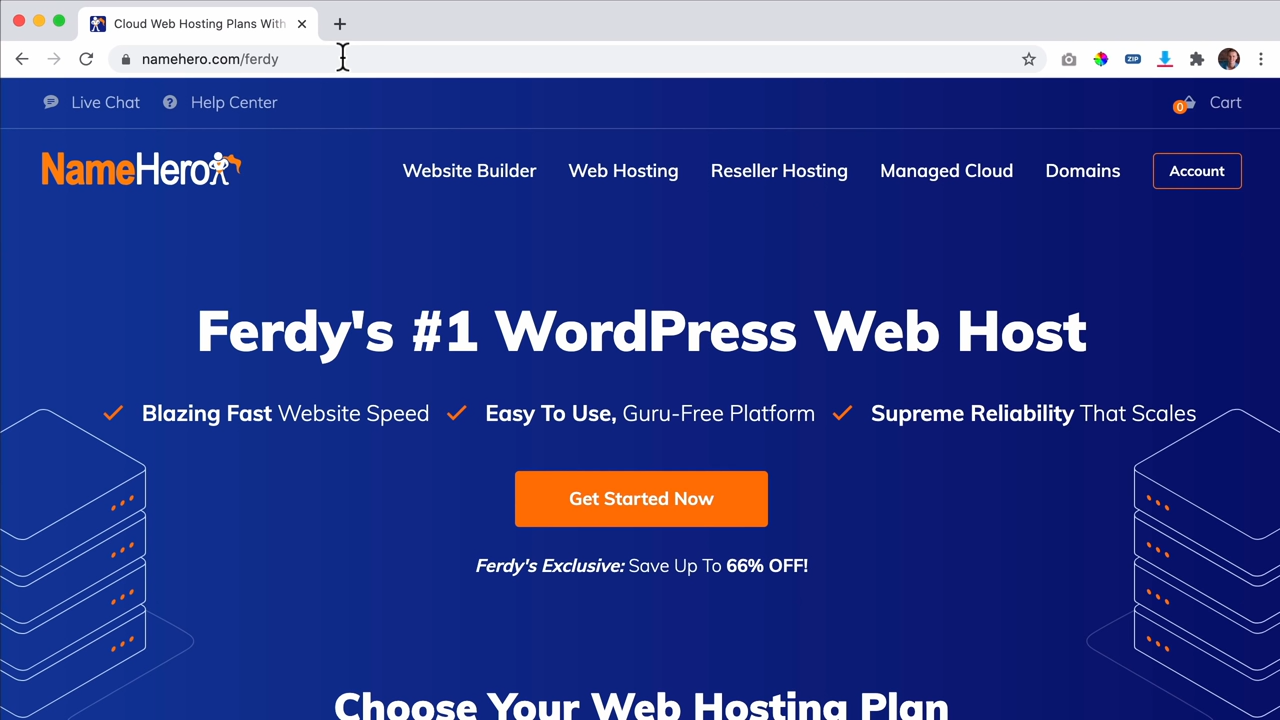 Cloud Web Hosting Plans With
namehero.com/ferdy
ZIP
Live Chat
Help Center
0
Cart
NameHero
Website Builder
Web Hosting
Reseller Hosting
Managed Cloud
Domains
Account
Ferdy's #1 WordPress Web Host
Blazing Fast Website Speed
Easy To Use, Guru-Free Platform
Supreme Reliability That Scales
Get Started Now
Ferdy's Exclusive: Save Up To 66% OFF!
Choose Your Web Hosting Plan